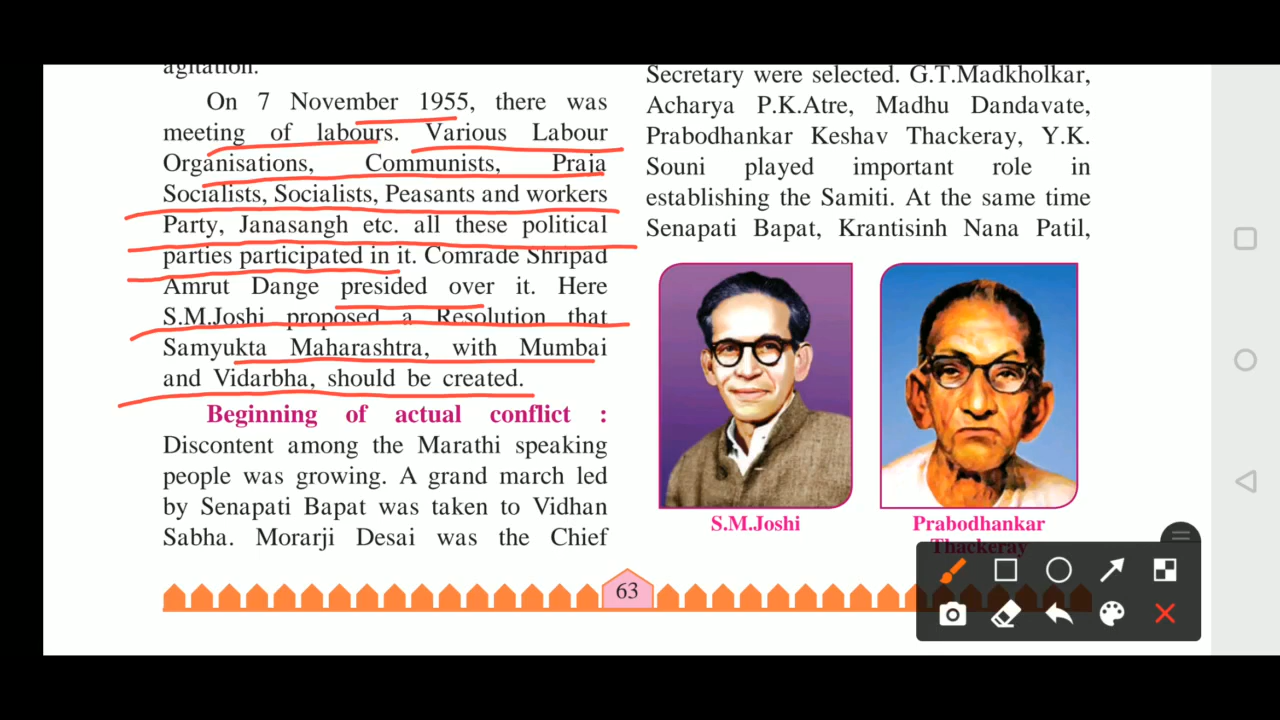 agitation.
On 7 November 1955, there was
meeting of labours. Various Labour
Organisations, Communists, Praja
Socialists, Socialists, Peasants and workers
Party, Janasangh etc. all these political
parties participated in it. Comrade Shripad
Amrut Dange presided over it. Here
S.M.Joshi proposed a Resolution that
Samyukta Maharashtra, with Mumbai
and Vidarbha, should be created.
Beginning of actual conflict :
Discontent among the Marathi speaking
people was growing. A grand march led
by Senapati Bapat was taken to Vidhan
Sabha. Morarji Desai was the Chief
Secretary were selected. G.T.Madkholkar,
Acharya P.K.Atre, Madhu Dandavate,
Prabodhankar Keshav Thackeray, Y.K.
Souni played important role in
establishing the Samiti. At the same time
Senapati Bapat, Krantisinh Nana Patil,
S.M.Joshi
Prabodhankar
Thackeray
63